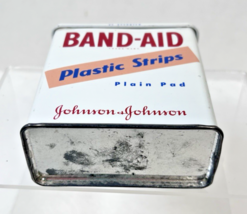 BAND-AID
Plastic Strips
Plain Pad
Johnson & Johnson